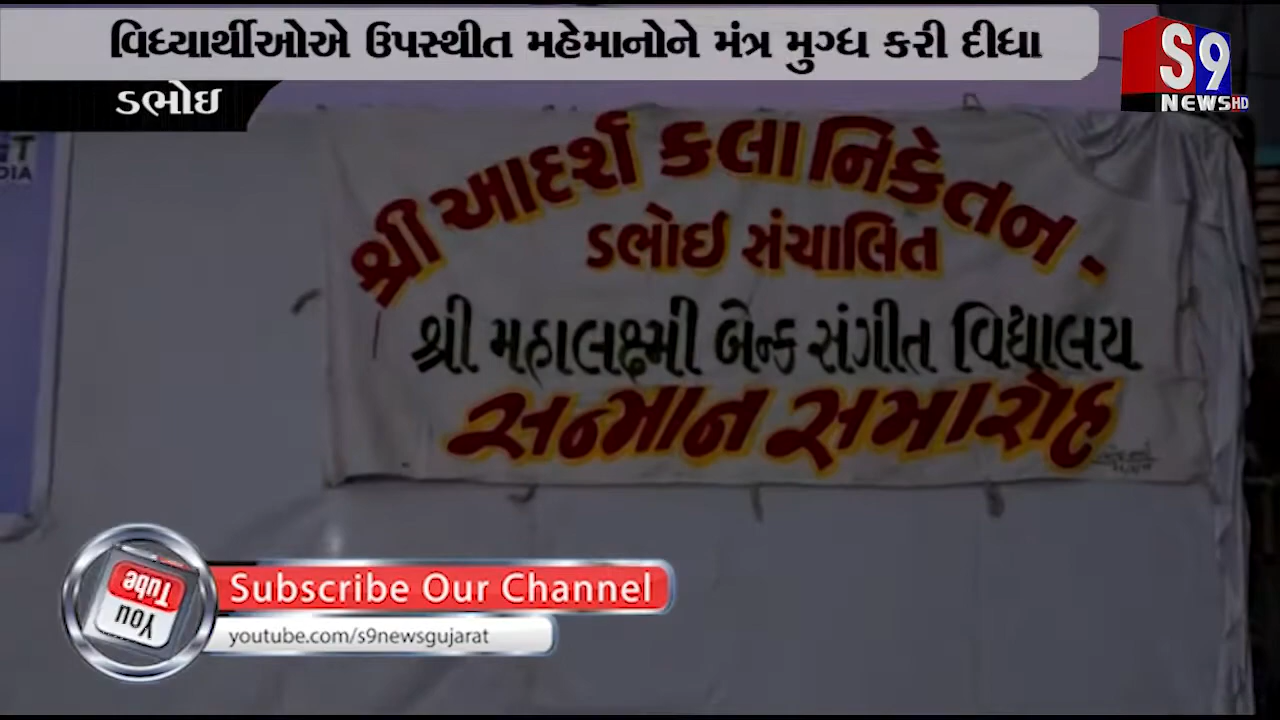 વિધ્યાર્થીઓએ ઉપસ્થીત મહેમાનોને મંત્ર મુગ્ધ કરી દીધા
S9
NEWS HD
ડભોઇ
શ્રી આદર્શ કલા નિકેતન -
ડભોઈ સંચાલિત
શ્રી મહાલક્ષ્મી બેન્ક સંગીત વિદ્યાલય
સન્માન સમારોહ
You
Tube
Subscribe Our Channel
youtube.com/s9newsgujarat